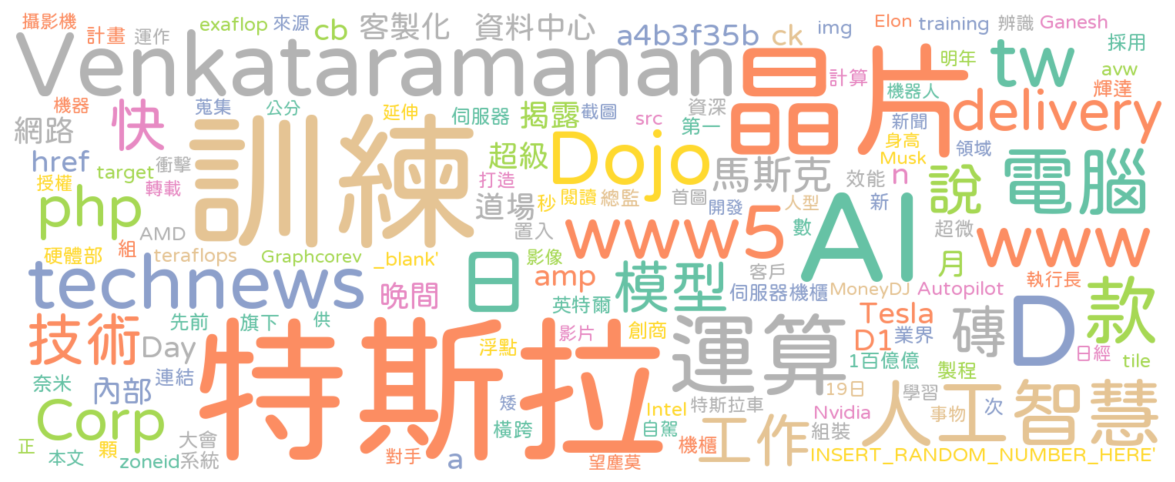 攝影機 計畫 運作 exaflop 來源 cb 客製化 資料中心 a4b3f35b ck img Elon training 辨識 Ganesh
Venkataramanan 晶片 tw 採用
計算 明年 avw
機器 快 蒐集 公分 延伸 伺服器 揭露 截圖 src 資深 第一 機器人 delivery 輝達
網路 訓練 新聞 身高
href target 衝擊 超級 Dojo 馬斯克 Musk 領域
授權 轉載 打造 閱讀 總監 首圖 效能 n 說 電腦
php 道場 秒 開發 人型 新
AMD 置入 www5 數 AI 超微 www
硬體部 組 teraflops Graphcorev _blank' 影像 客戶 月
technews 晚間 日 amp 模型 伺服器機櫃 MoneyDJ Autopilot 執行長
英特爾 款
技術 先前 旗下 供 影片 創商 Tesla
Day 特斯拉 浮點 運算 D1 業界 磚 D 日經
奈米 連結 1百億億 製程 tile
內部 矮 Intel 特斯拉車 19日 學習
Corp 橫跨 自駕 Nvidia 事物 次 人工智慧
正 顆 大會 機櫃 工作 組裝
本文 zoneid 系統 對手 a 望塵莫 INSERT_RANDOM_NUMBER_HERE'